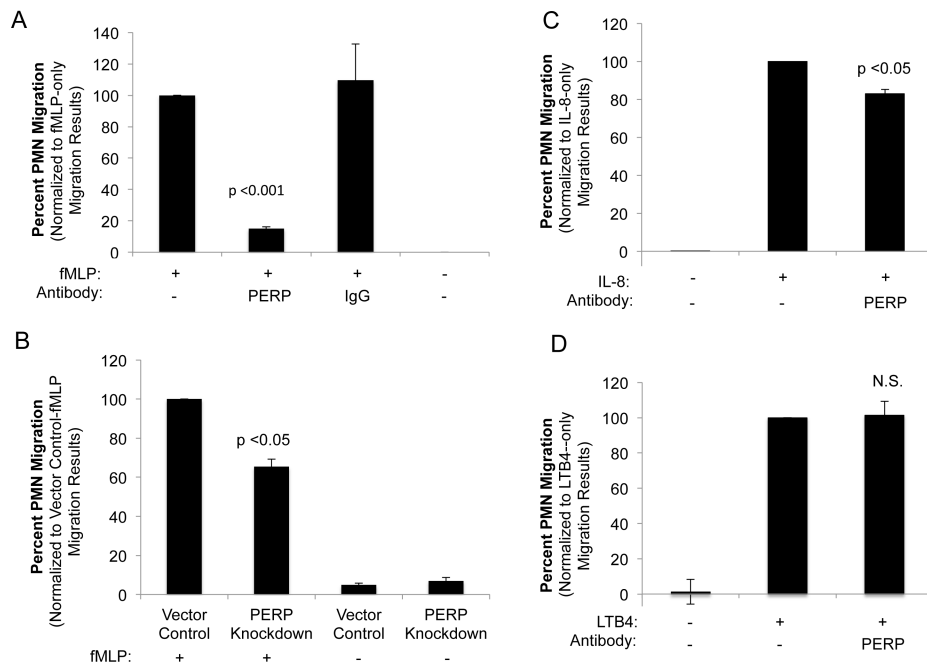 A
Percent PMN Migration
(Normalized to fMLP-only
Migration Results)
140
120
100
80
60
40
20
0
p <0.001
fMLP: + + + -
Antibody: - PERP IgG -
B
Percent PMN Migration
(Normalized to Vector Control-fMLP
Migration Results)
120
100
80
60
40
20
0
p <0.05
Vector PERP Vector PERP
Control Knockdown Control Knockdown
fMLP: + + - -
C
Percent PMN Migration
(Normalized to IL-8-only
Migration Results)
120
100
80
60
40
20
0
p <0.05
IL-8: - + +
Antibody: - - PERP
D
Percent PMN Migration
(Normalized to LTB4--only
Migration Results)
120
100
80
60
40
20
0
N.S.
LTB4: - + +
Antibody: - - PERP